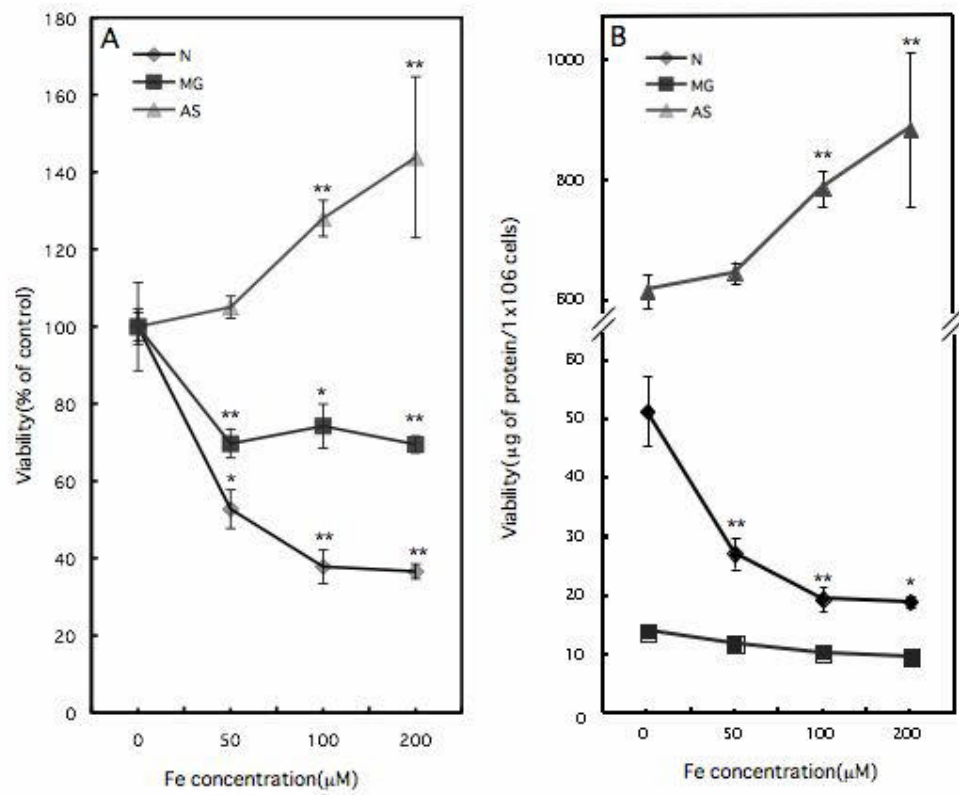 A
Viability(% of control)
180
160
140
120
100
80
60
40
20
0
N
MG
AS
**
**
**
*
**
*
**
**
0 50 100 200
Fe concentration(µM)
B
Viability(µg of protein/1x106 cells)
1000
800
600
60
50
40
30
20
10
0
N
MG
AS
**
**
**
**
*
0 50 100 200
Fe concentration(µM)